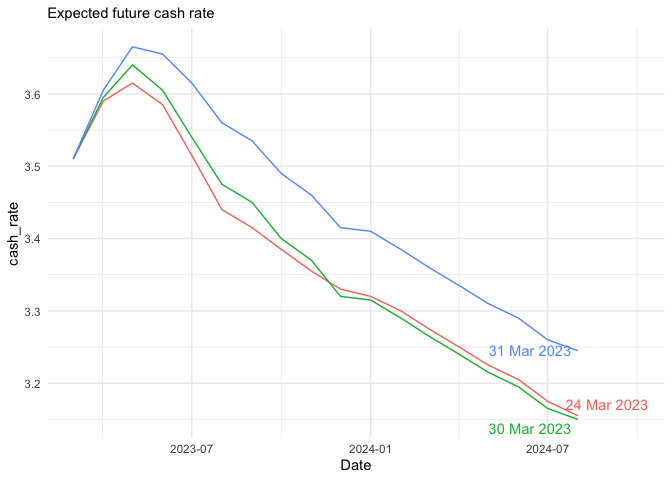 Expected future cash rate
cash_rate
3.6
3.5
3.4
3.3
3.2
31 Mar 2023
24 Mar 2023
30 Mar 2023
2023-07
2024-01
2024-07
Date